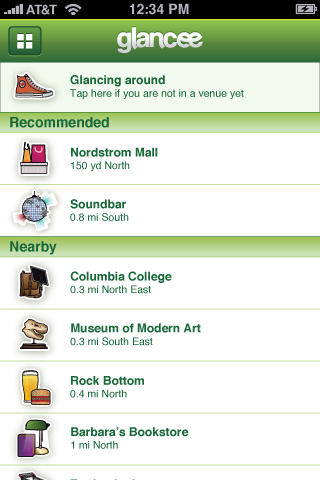 AT&T 12:34 PM
glancee
Glancing around
Tap here if you are not in a venue yet
Recommended
Nordstrom Mall
150 yd North
Soundbar
0.8 mi South
Nearby
Columbia College
0.3 mi North East
Museum of Modern Art
0.3 mi South East
Rock Bottom
0.4 mi North
Barbara's Bookstore
1 mi North